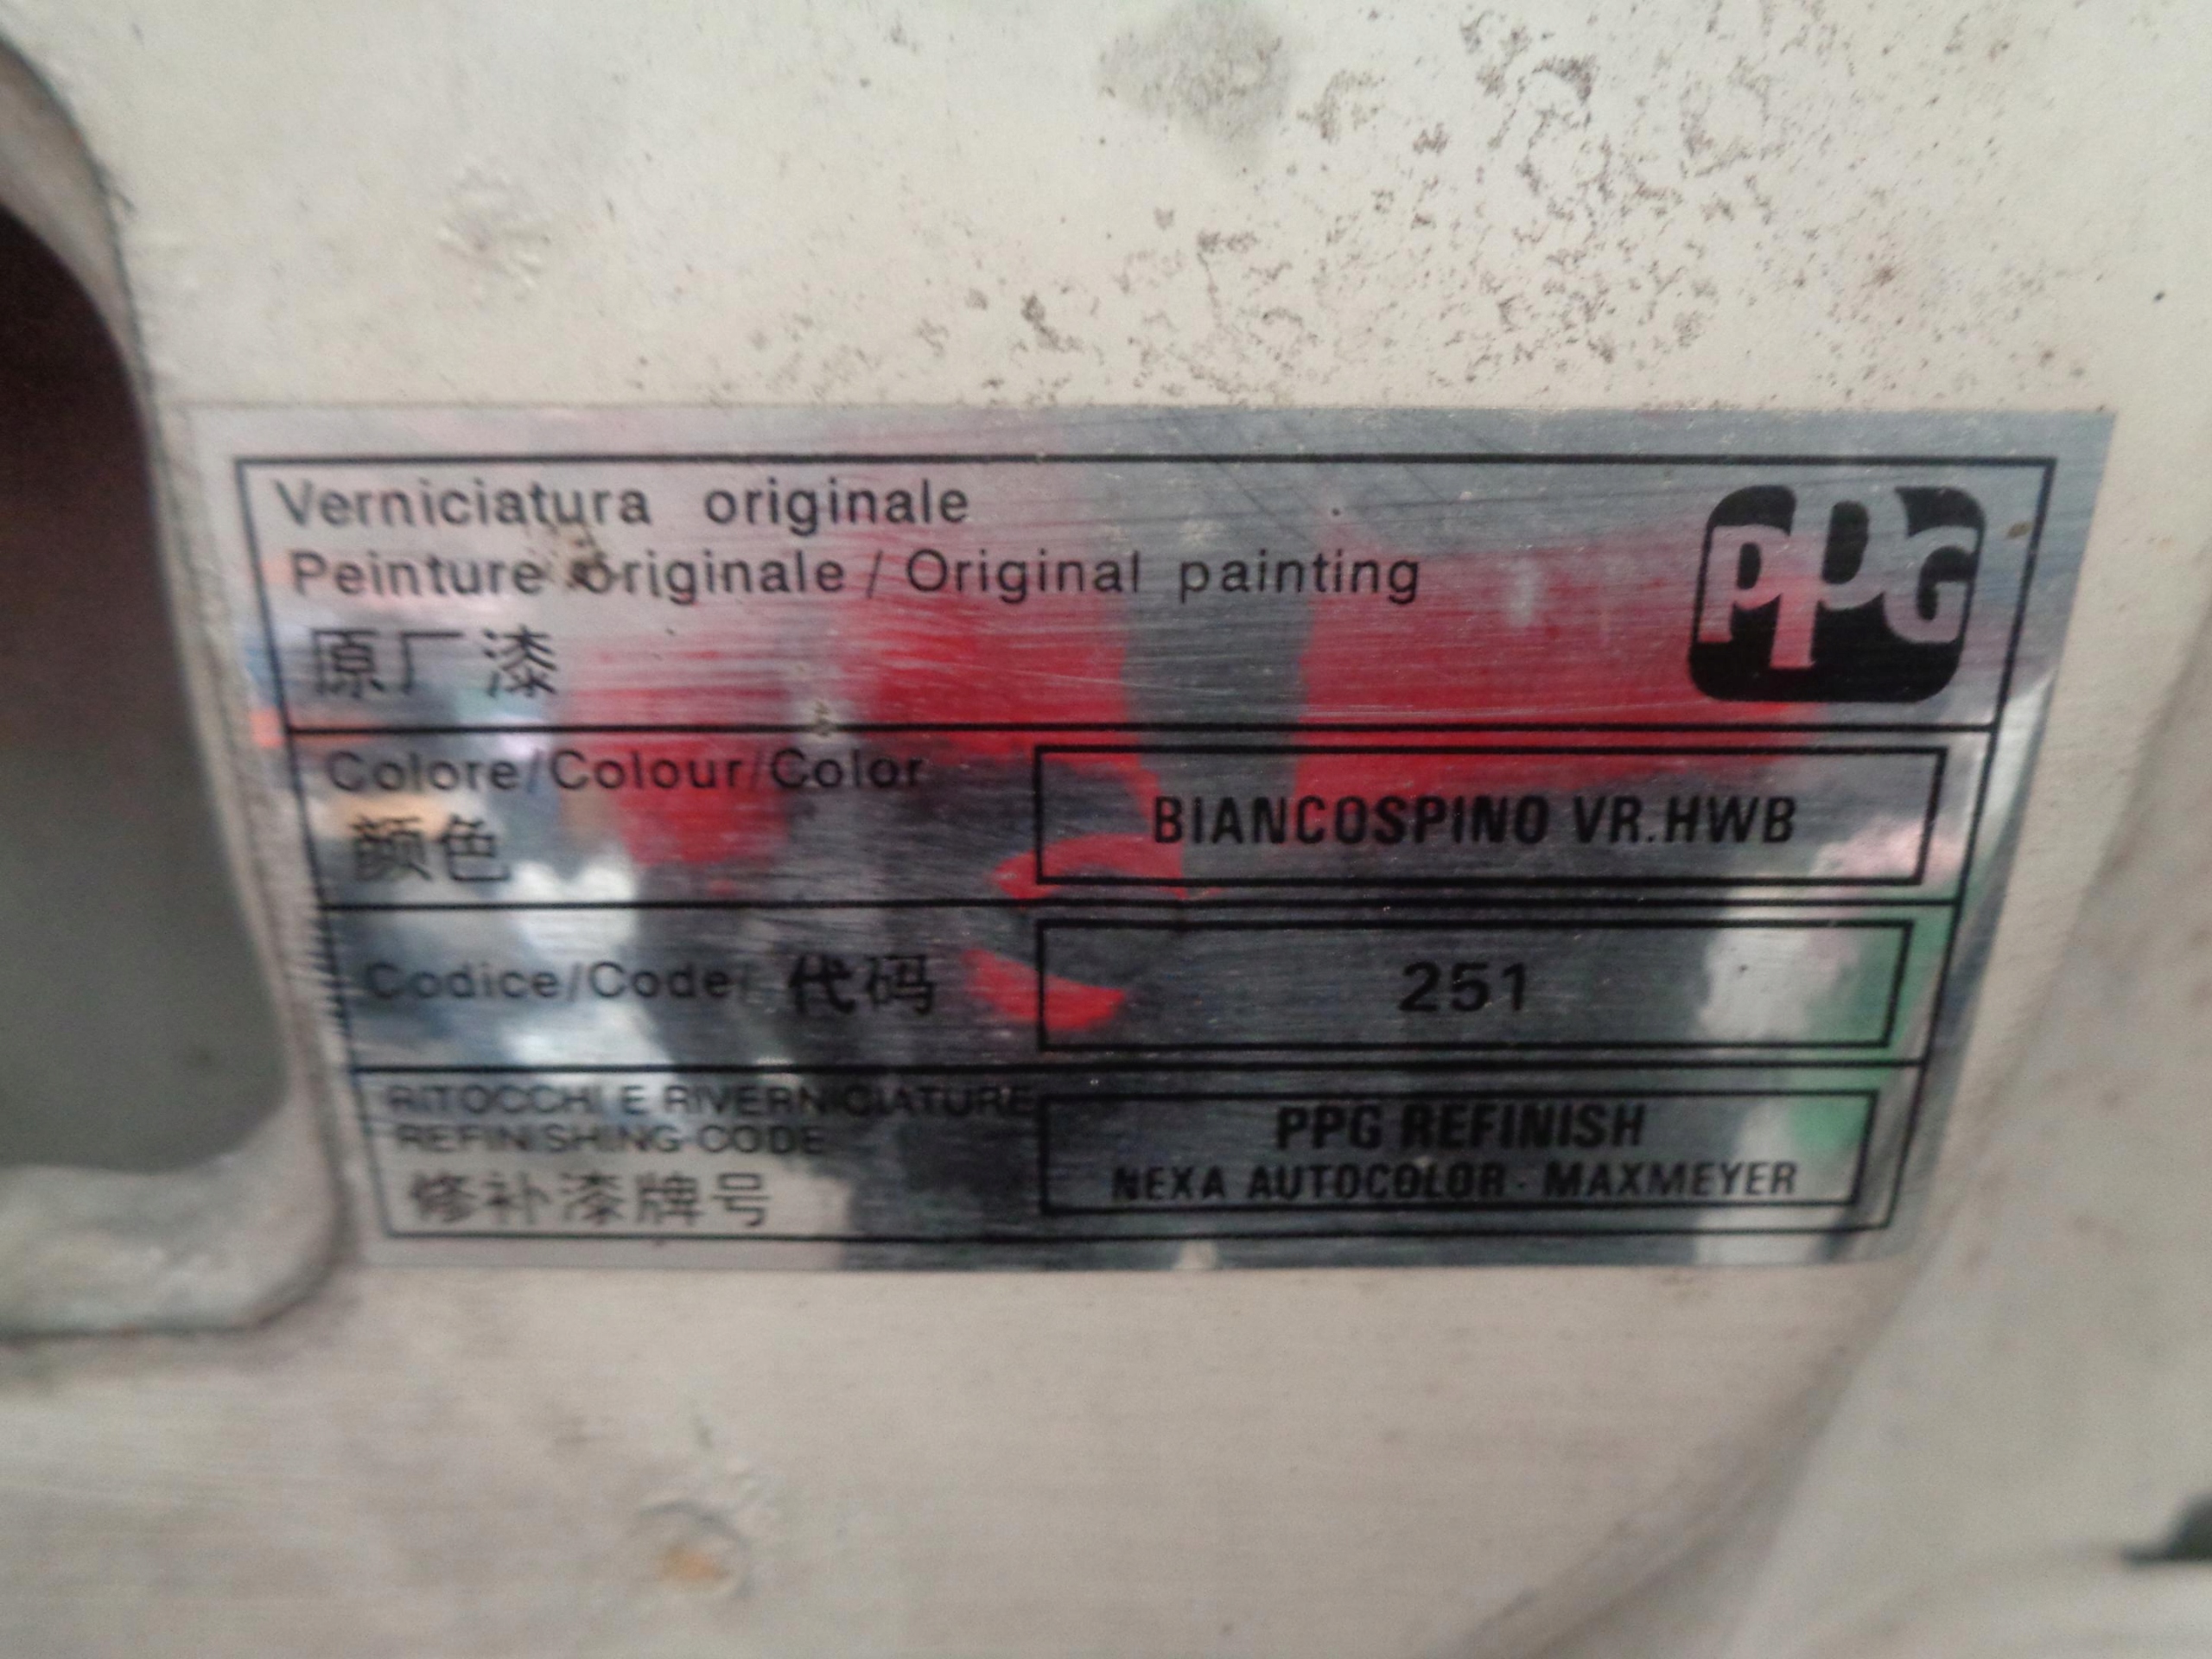 Verniciatura originale
PPG
Peinture originale / Original painting
原厂漆
Colore/Colour/Color
颜色
BIANCOSPINO VR.HWB
Codice/Code/ 代码
251
RITOCCHI E RIVERNICIATURE
REFINISHING CODE
修补漆牌号
PPG REFINISH
NEXA AUTOCOLOR · MAXMEYER